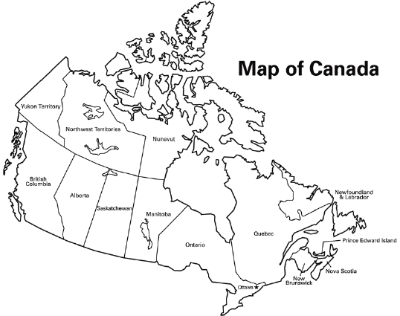 Map of Canada
Yukon Territory
Northwest Territories
Nunavut
British
Columbia
Alberta
Saskatchewan
Manitoba
Ontario
Quebec
Newfoundland
& Labrador
Prince Edward Island
Nova Scotia
New
Brunswick
Ottawa